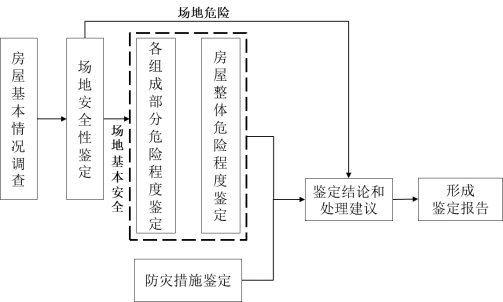 场地危险
房屋基本情况调查
场地安全性鉴定
场地基本安全
各组成部分危险程度鉴定
房屋整体危险程度鉴定
防灾措施鉴定
鉴定结论和
处理建议
形成
鉴定报告